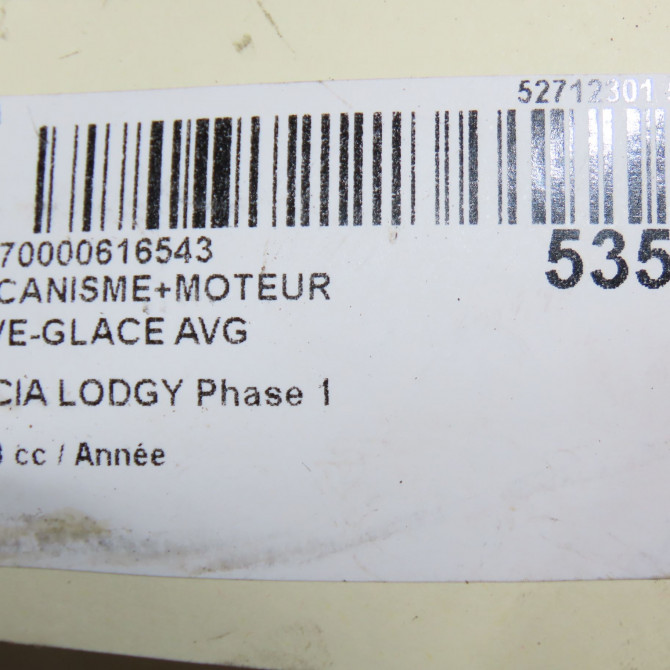 52712301
70000616543
535
CANISME+MOTEUR
VE-GLACE AVG
CIA LODGY Phase 1
cc / Année